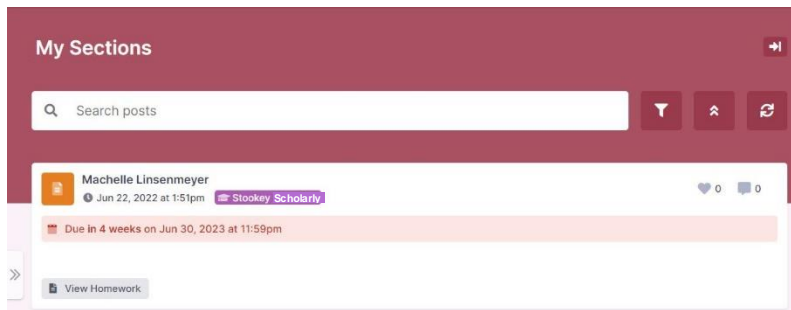 My Sections
Search posts
Machelle Linsenmeyer
Jun 22, 2022 at 1:51pm Stookey Scholarly
0 0
Due in 4 weeks on Jun 30, 2023 at 11:59pm
View Homework